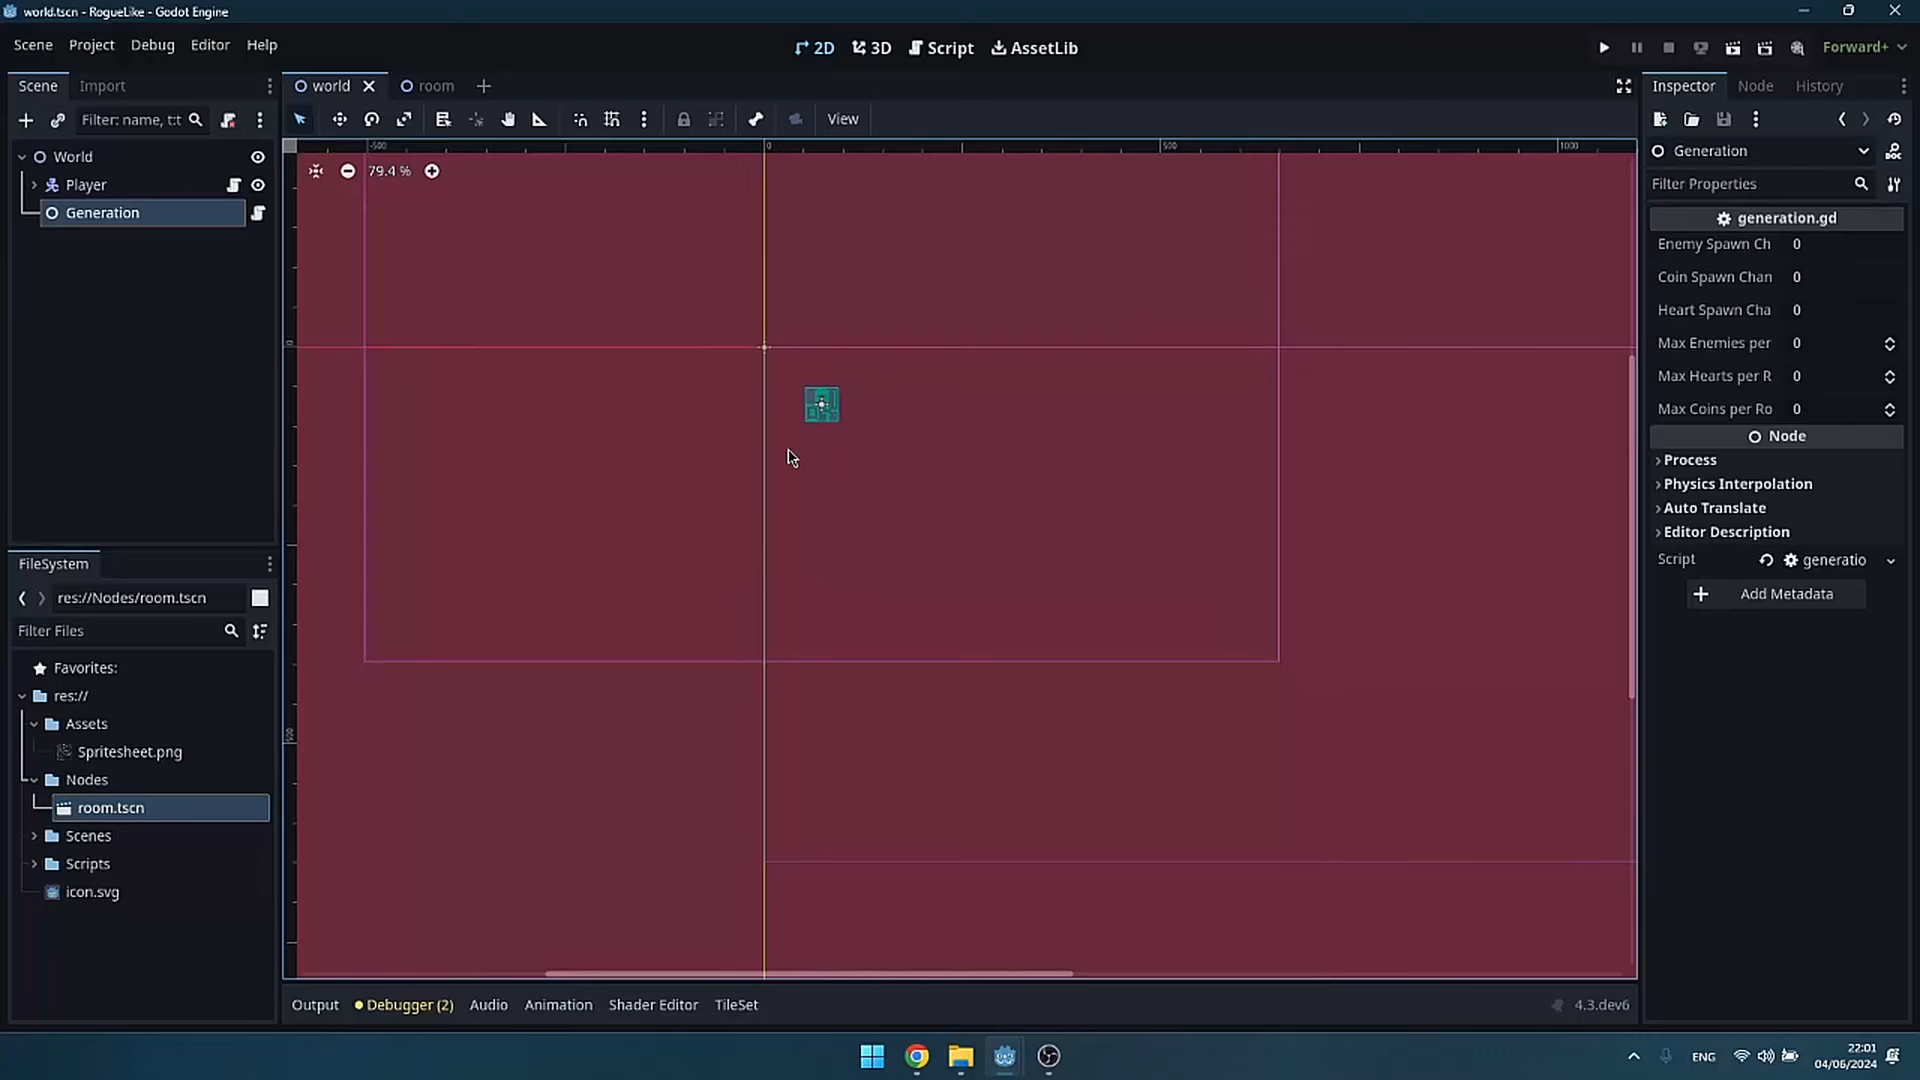 world.tscn - RogueLike - Godot Engine
Scene Project Debug Editor Help
2D 3D Script AssetLib
Forward+
Scene Import
world room
Inspector Node History
Filter: name, t:t
View
-500 0 500 1000
79.4 %
World
Player
Generation
Generation
DOC
Filter Properties
generation.gd
Enemy Spawn Ch 0
Coin Spawn Chan 0
Heart Spawn Cha 0
Max Enemies per 0
Max Hearts per R 0
Max Coins per Ro 0
Node
Process
Physics Interpolation
Auto Translate
Editor Description
Script generatio
Add Metadata
0
500
FileSystem
res://Nodes/room.tscn
Filter Files
Favorites:
res://
Assets
Spritesheet.png
Nodes
room.tscn
Scenes
Scripts
icon.svg
Output Debugger (2) Audio Animation Shader Editor TileSet
4.3.dev6
ENG
22:01
04/06/2024